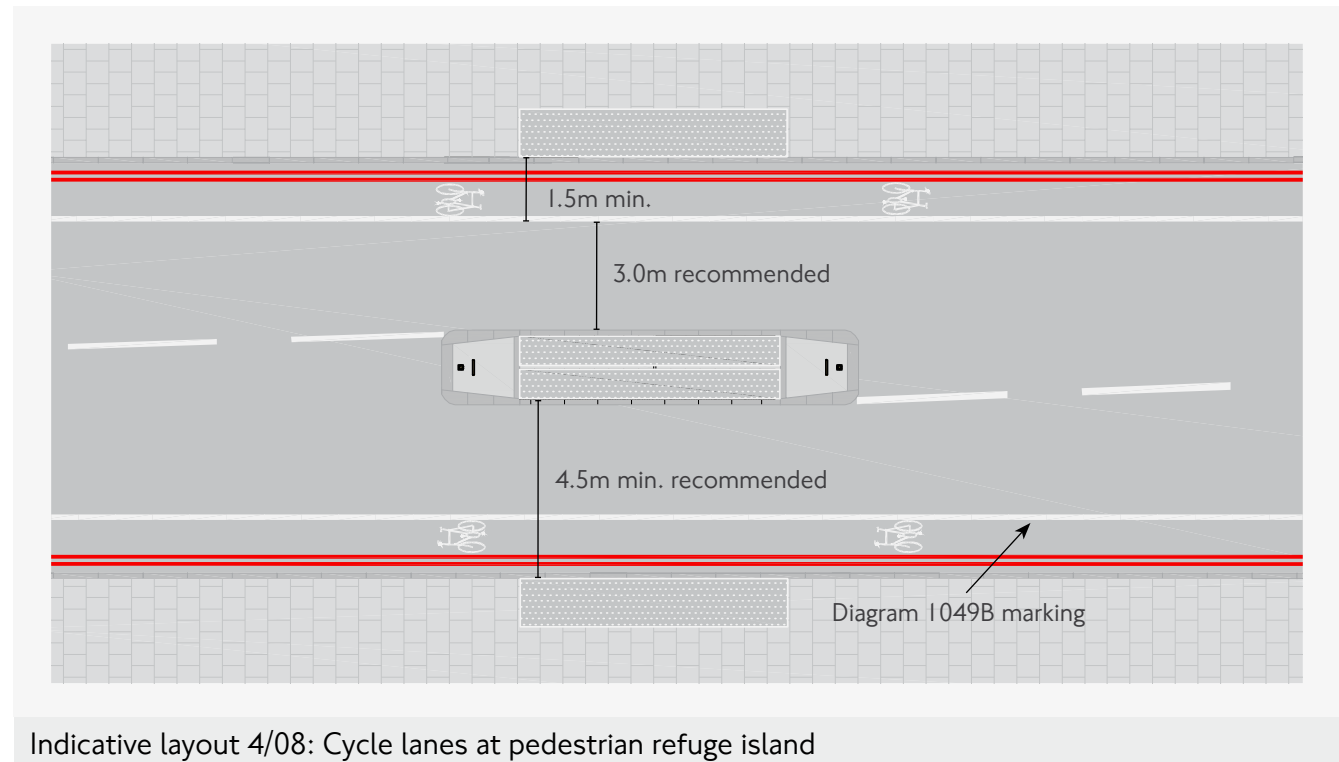 1.5m min.
3.0m recommended
4.5m min. recommended
Diagram 1049B marking
Indicative layout 4/08: Cycle lanes at pedestrian refuge island